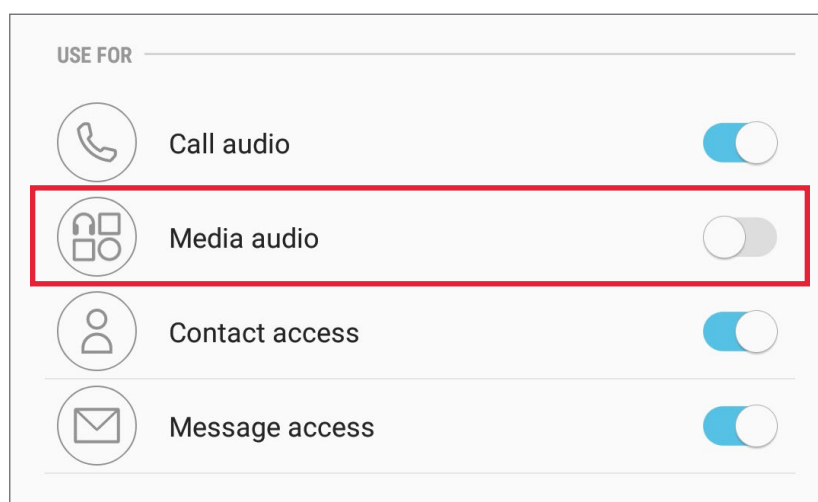 USE FOR
Call audio
Media audio
Contact access
Message access